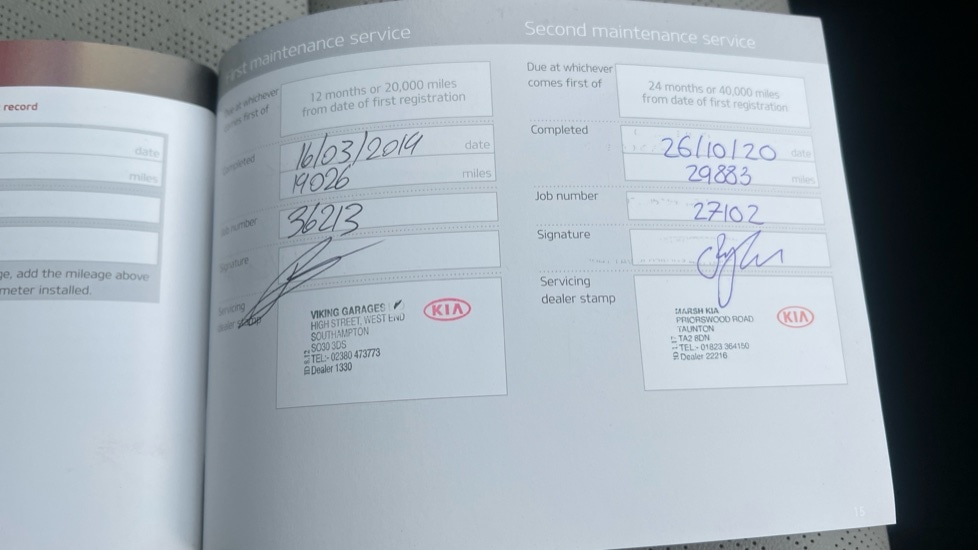 record
date
miles
ge, add the mileage above
meter installed.
First maintenance service
Due at whichever
comes first of
12 months or 20,000 miles
from date of first registration
Completed
16/03/2019 date
19026 miles
Job number
36213
Signature
Servicing
dealer stamp
VIKING GARAGES
HIGH STREET, WEST END
SOUTHAMPTON
SO30 3DS
TEL:- 02380 473773
Dealer 1330
KIA
Second maintenance service
Due at whichever
comes first of
24 months or 40,000 miles
from date of first registration
Completed
26/10/20 date
29883 miles
Job number
27102
Signature
Servicing
dealer stamp
MARSH KIA
PRIORSWOOD ROAD
TAUNTON
TA2 8DN
TEL:- 01823 364150
Dealer 22216
KIA
15